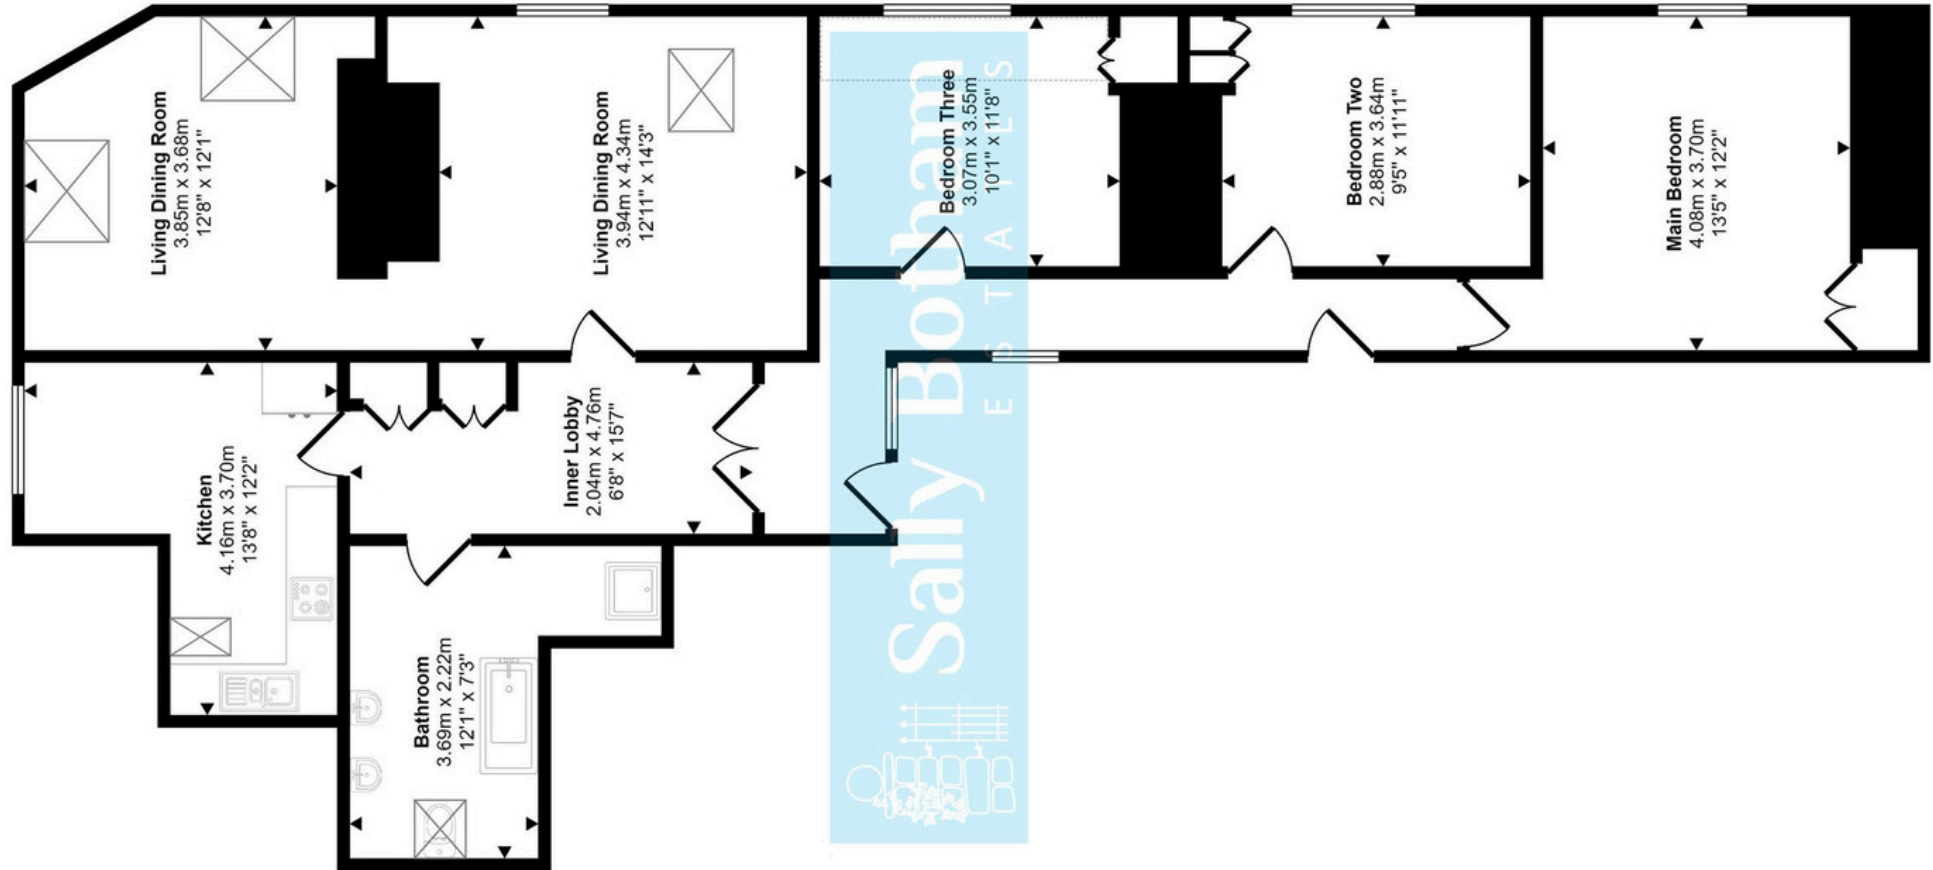 Living Dining Room
3.85m x 3.68m
12'8" x 12'1"
Living Dining Room
3.94m x 4.34m
12'11" x 14'3"
Bedroom Three
3.07m x 3.55m
10'1" x 11'8"
Bedroom Two
2.88m x 3.64m
9'5" x 11'11"
Main Bedroom
4.08m x 3.70m
13'5" x 12'2"
Kitchen
4.16m x 3.70m
13'8" x 12'2"
Inner Lobby
2.04m x 4.76m
6'8" x 15'7"
Bathroom
3.69m x 2.22m
12'1" x 7'3"
Sally Botham
ESTATES